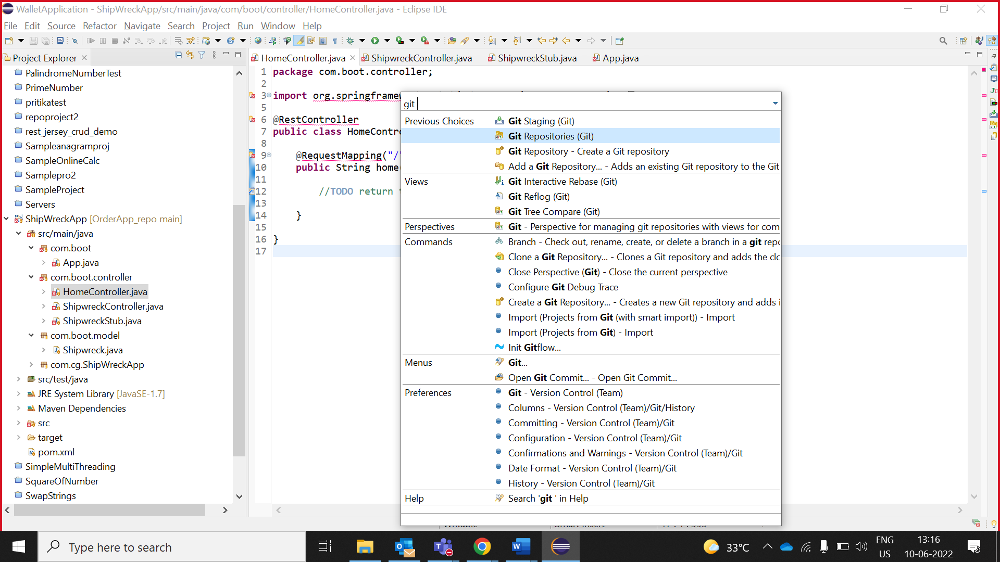 WalletApplication - ShipWreckApp/src/main/java/com/boot/controller/HomeController.java - Eclipse IDE
File Edit Source Refactor Navigate Search Project Run Window Help
Project Explorer
PalindromeNumberTest
PrimeNumber
pritikatest
repoproject2
rest_jersey_crud_demo
Sampleanagramproj
SampleOnlineCalc
Samplepro2
SampleProject
Servers
ShipWreckApp [OrderApp_repo main]
src/main/java
com.boot
App.java
com.boot.controller
HomeController.java
ShipwreckController.java
ShipwreckStub.java
com.boot.model
Shipwreck.java
com.cg.ShipWreckApp
src/test/java
JRE System Library [JavaSE-1.7]
Maven Dependencies
src
target
pom.xml
SimpleMultiThreading
SquareOfNumber
SwapStrings
HomeController.java ShipwreckController.java ShipwreckStub.java App.java
1 package com.boot.controller;
2
3 import org.springframew
5
6 @RestController
7 public class HomeContr
8
9 @RequestMapping("/
10 public String home
11
12 //TODO return
13
14 }
15
16 }
17
git
Previous Choices Git Staging (Git)
Git Repositories (Git)
Git Repository - Create a Git repository
Add a Git Repository... - Adds an existing Git repository to the Git
Views Git Interactive Rebase (Git)
Git Reflog (Git)
Git Tree Compare (Git)
Perspectives Git - Perspective for managing git repositories with views for com
Commands Branch - Check out, rename, create, or delete a branch in a git repo
Clone a Git Repository... - Clones a Git repository and adds the clo
Close Perspective (Git) - Close the current perspective
Configure Git Debug Trace
Create a Git Repository... - Creates a new Git repository and adds i
Import (Projects from Git (with smart import)) - Import
Import (Projects from Git) - Import
Init Gitflow...
Menus Git...
Open Git Commit... - Open Git Commit...
Preferences Git - Version Control (Team)
Columns - Version Control (Team)/Git/History
Committing - Version Control (Team)/Git
Configuration - Version Control (Team)/Git
Confirmations and Warnings - Version Control (Team)/Git
Date Format - Version Control (Team)/Git
History - Version Control (Team)/Git
Help Search 'git ' in Help
Type here to search
33°C
ENG
US
13:16
10-06-2022